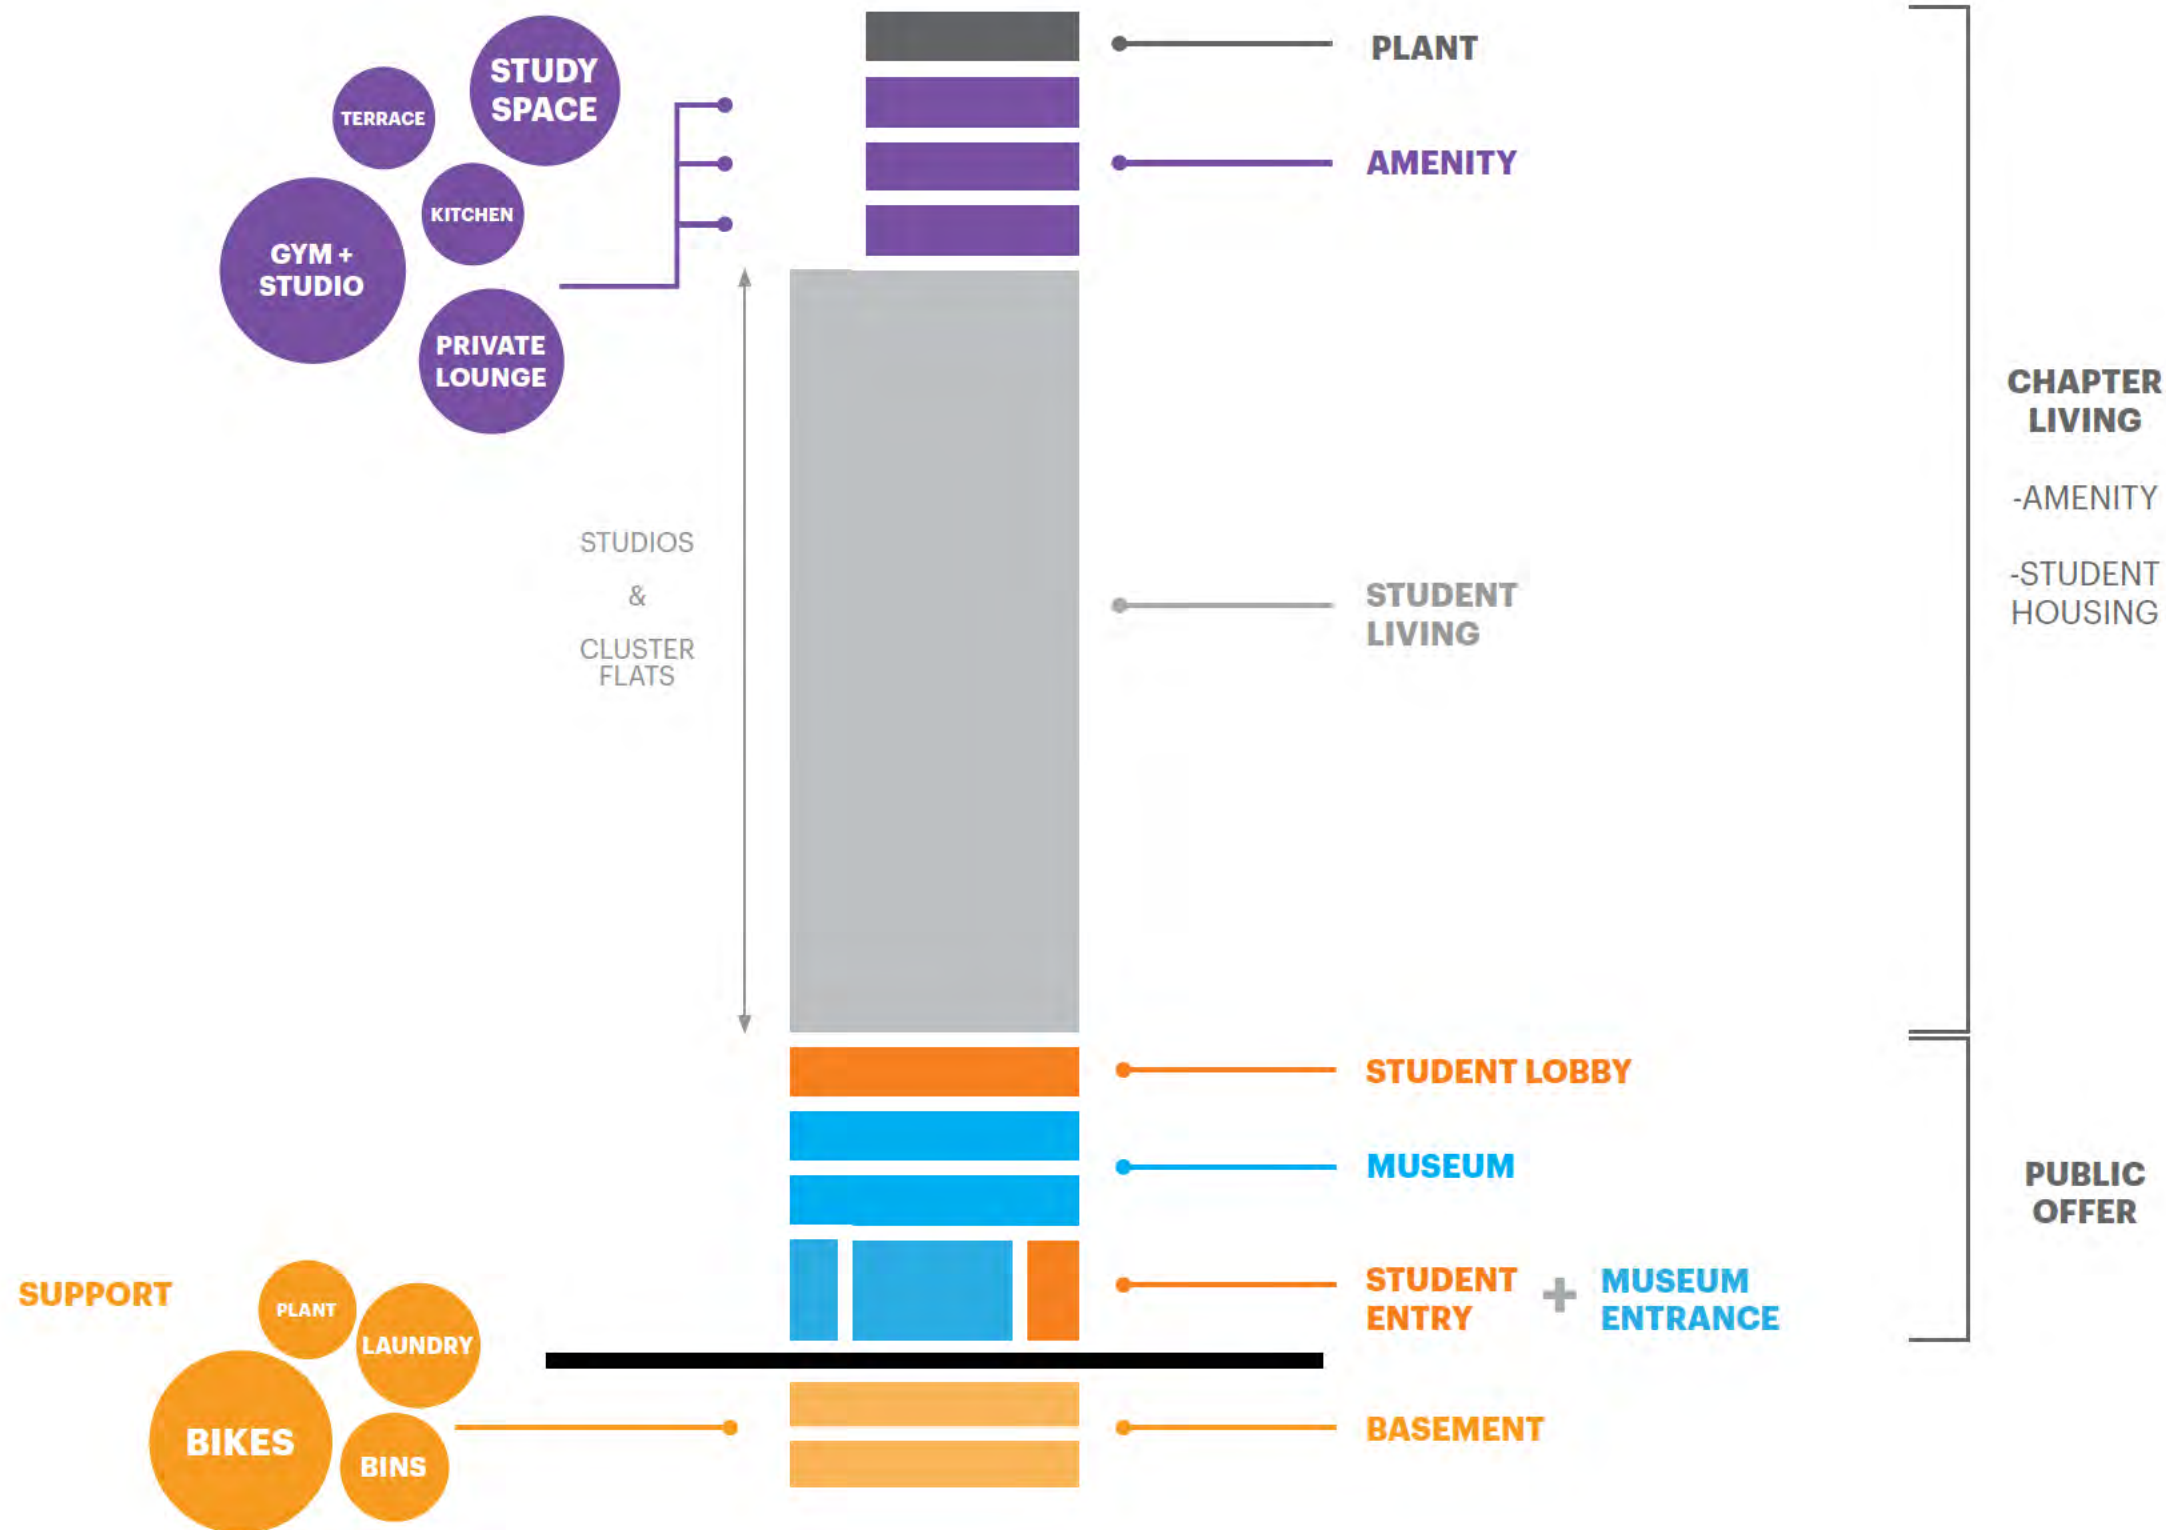 STUDY
SPACE
TERRACE
KITCHEN
GYM +
STUDIO
PRIVATE
LOUNGE
PLANT
AMENITY
STUDIOS
&
CLUSTER
FLATS
STUDENT
LIVING
CHAPTER
LIVING
-AMENITY
-STUDENT
HOUSING
STUDENT LOBBY
MUSEUM
STUDENT
ENTRY
+
MUSEUM
ENTRANCE
PUBLIC
OFFER
SUPPORT
PLANT
LAUNDRY
BIKES
BINS
BASEMENT